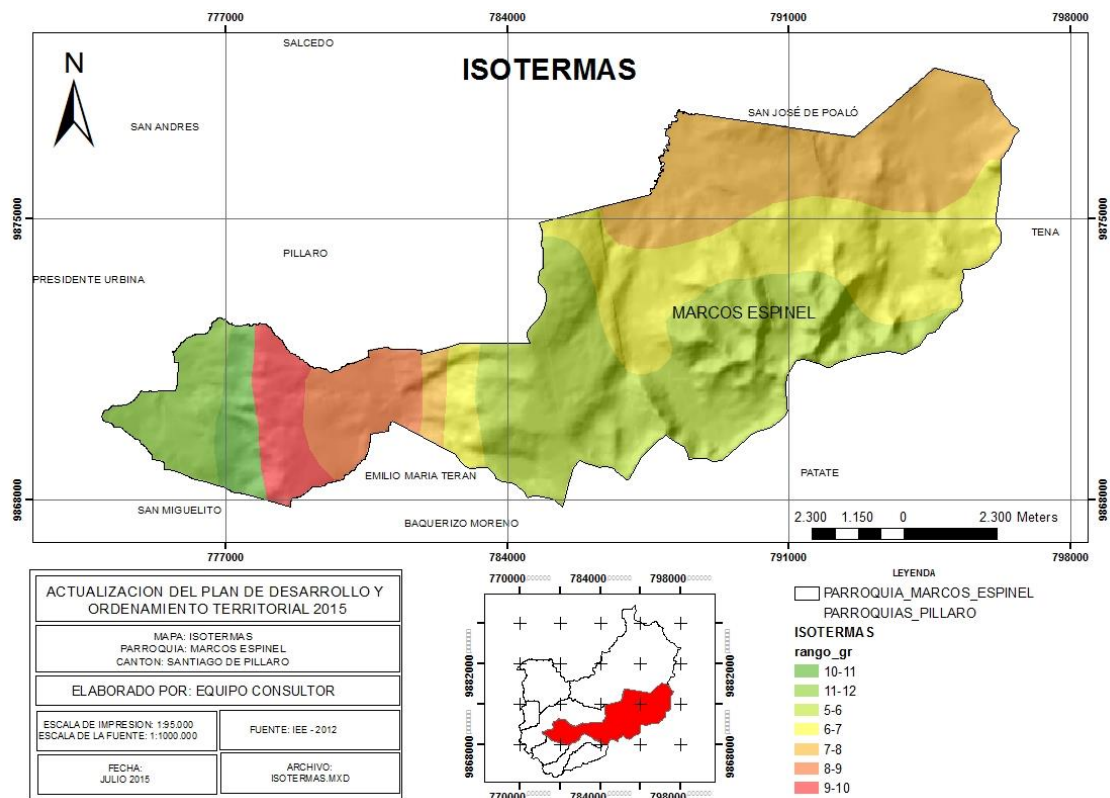 777000 784000 791000 798000
SALCEDO
ISOTERMAS
N
SAN JOSÉ DE POALÓ
SAN ANDRES
9875000 9875000
TENA
PILLARO
PRESIDENTE URBINA
MARCOS ESPINEL
EMILIO MARIA TERAN
PATATE
9868000 9868000
SAN MIGUELITO
BAQUERIZO MORENO
2.300 1.150 0 2.300 Meters
777000 784000 791000 798000
ACTUALIZACION DEL PLAN DE DESARROLLO Y
ORDENAMIENTO TERRITORIAL 2015
MAPA: ISOTERMAS
PARROQUIA: MARCOS ESPINEL
CANTON: SANTIAGO DE PILLARO
ELABORADO POR: EQUIPO CONSULTOR
ESCALA DE IMPRESION: 1:95.000
ESCALA DE LA FUENTE: 1:1000.000
FUENTE: IEE - 2012
FECHA:
JULIO 2015
ARCHIVO:
ISOTERMAS.MXD
770000 784000 798000
9882000 9882000
9868000 9868000
770000 784000 798000
LEYENDA
PARROQUIA_MARCOS_ESPINEL
PARROQUIAS_PILLARO
ISOTERMAS
rango_gr
10-11
11-12
5-6
6-7
7-8
8-9
9-10